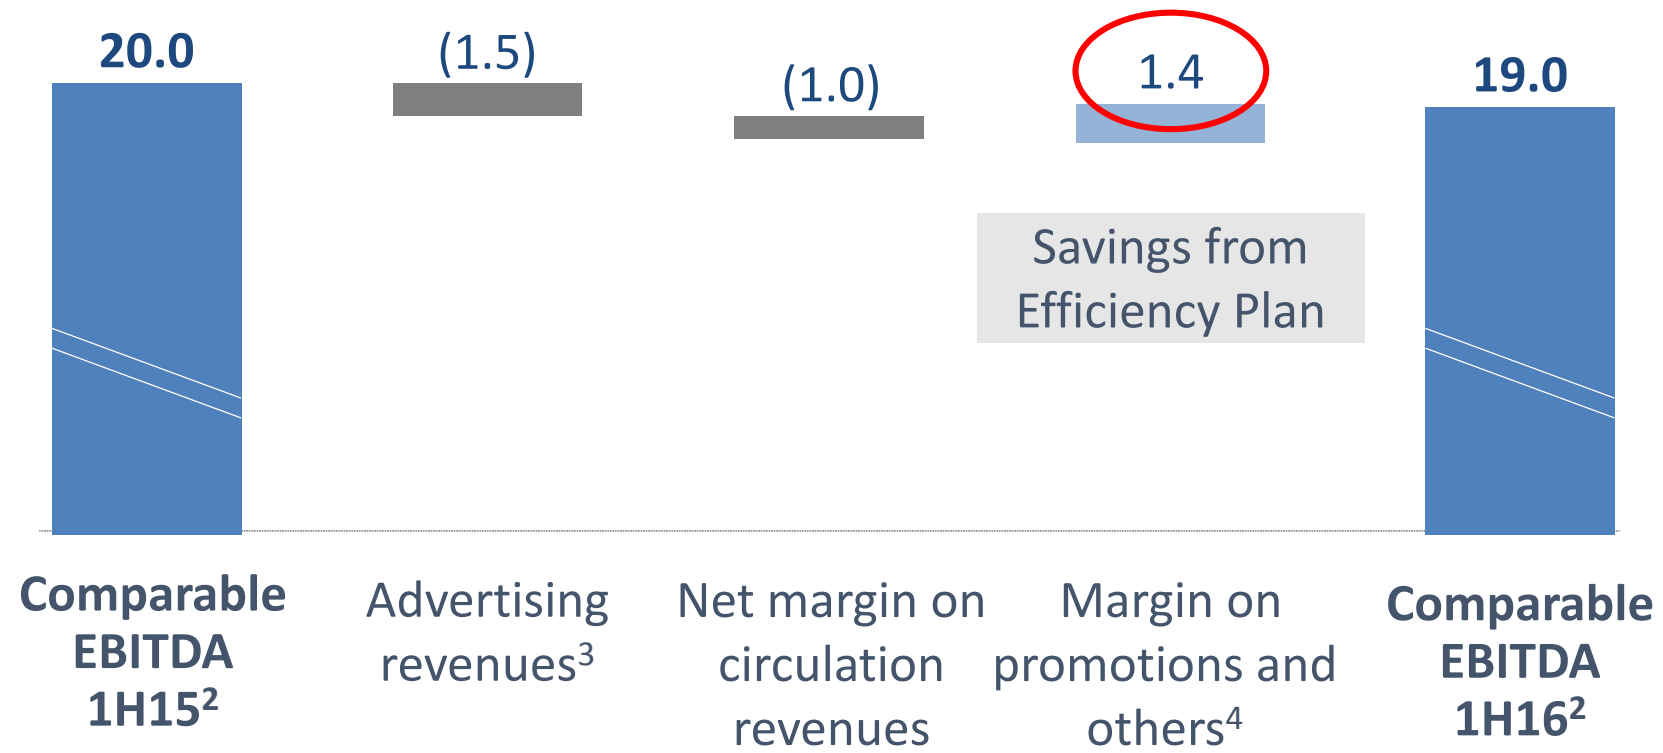 20.0
(1.5)
(1.0)
1.4
19.0
Savings from
Efficiency Plan
Comparable
EBITDA
1H15²
Advertising
revenues³
Net margin on
circulation
revenues
Margin on
promotions and
others⁴
Comparable
EBITDA
1H16²